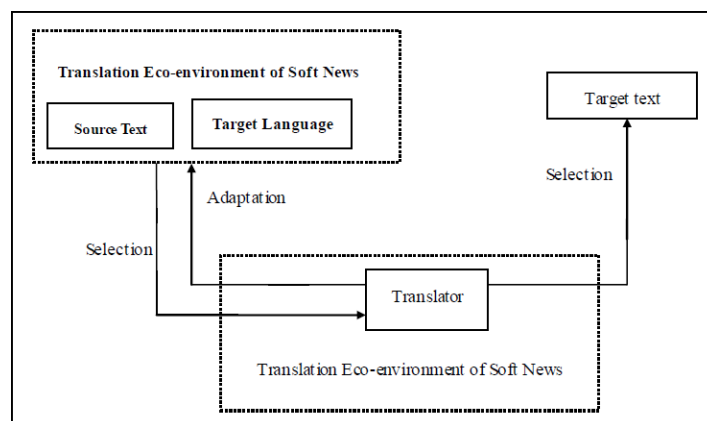 Translation Eco-environment of Soft News
Source Text
Target Language
Target text
Selection
Adaptation
Selection
Translator
Translation Eco-environment of Soft News